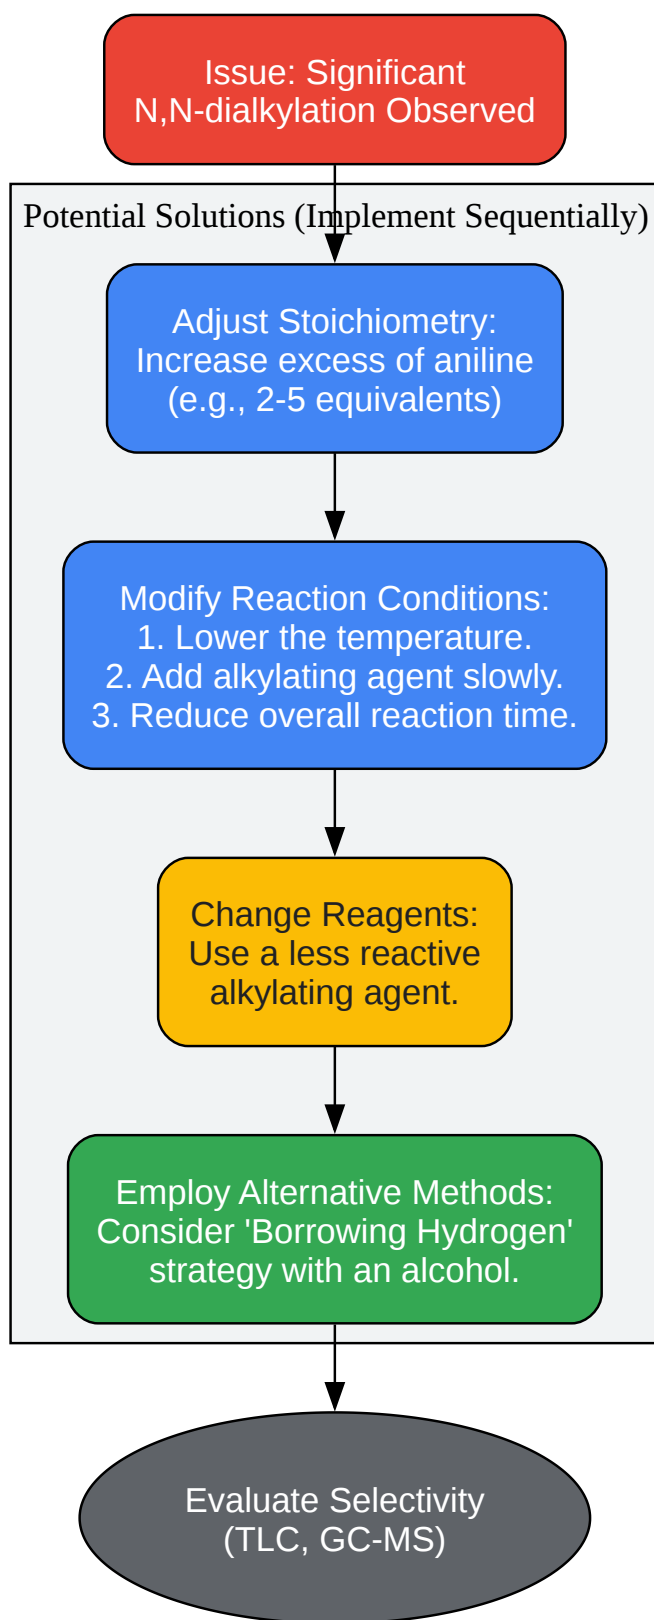 Issue: Significant
N,N-dialkylation Observed
Potential Solutions (Implement Sequentially)
Adjust Stoichiometry:
Increase excess of aniline
(e.g., 2-5 equivalents)
Modify Reaction Conditions:
1. Lower the temperature.
2. Add alkylating agent slowly.
3. Reduce overall reaction time.
Change Reagents:
Use a less reactive
alkylating agent.
Employ Alternative Methods:
Consider 'Borrowing Hydrogen'
strategy with an alcohol.
Evaluate Selectivity
(TLC, GC-MS)